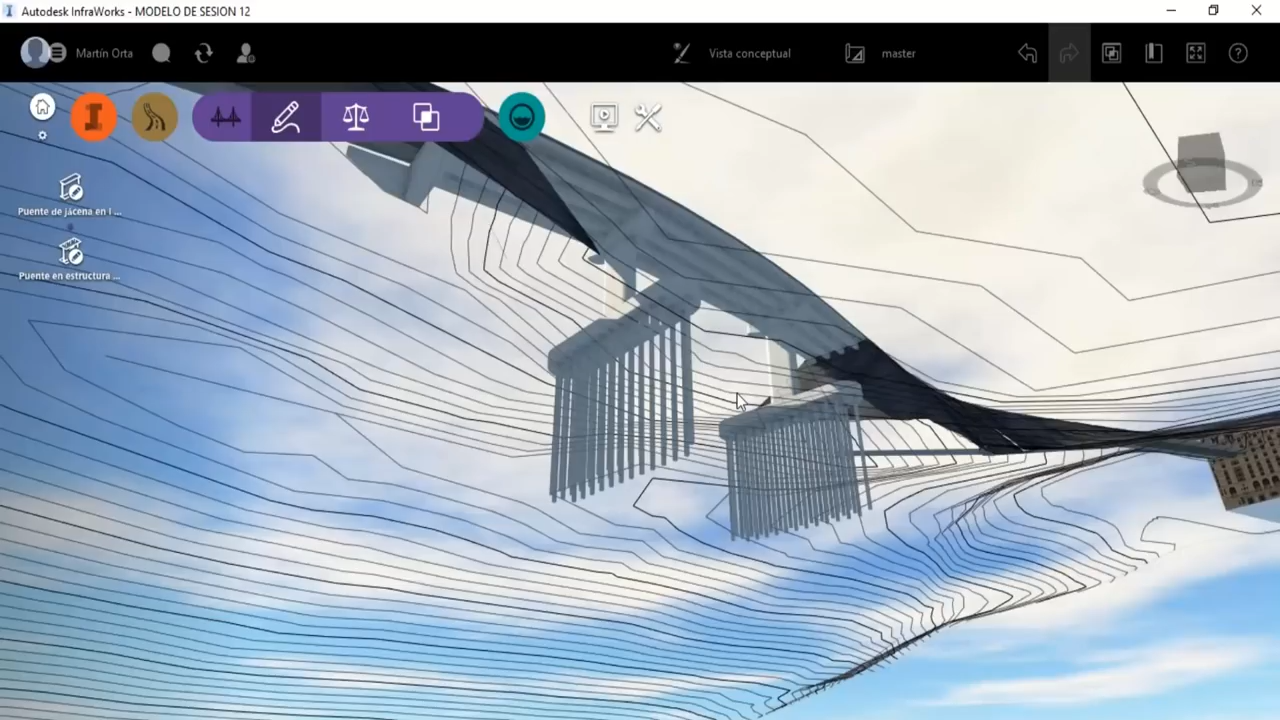 Autodesk InfraWorks - MODELO DE SESION 12
Martín Orta
Vista conceptual
master
Puente de jácena en I ...
Puente en estructura ...